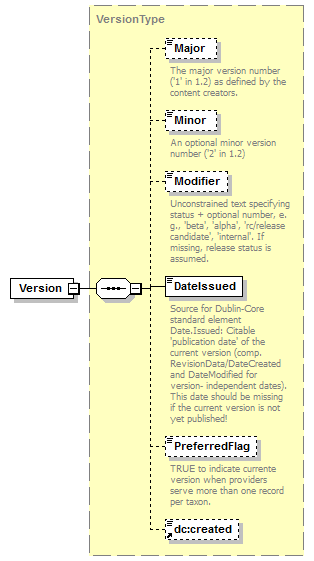 VersionType
Major
The major version number
('1' in 1.2) as defined by the
content creators.
Minor
An optional minor version
number ('2' in 1.2)
Modifier
Unconstrained text specifying
status + optional number, e.
g., 'beta', 'alpha', 'rc/release
candidate', 'internal'. If
missing, release status is
assumed.
Version
DateIssued
Source for Dublin-Core
standard element
Date.Issued: Citable
'publication date' of the
current version (comp.
RevisionData/DateCreated
and DateModified for
version- independent dates).
This date should be missing
if the current version is not
yet published!
PreferredFlag
TRUE to indicate currente
version when providers
serve more than one record
per taxon.
dc:created